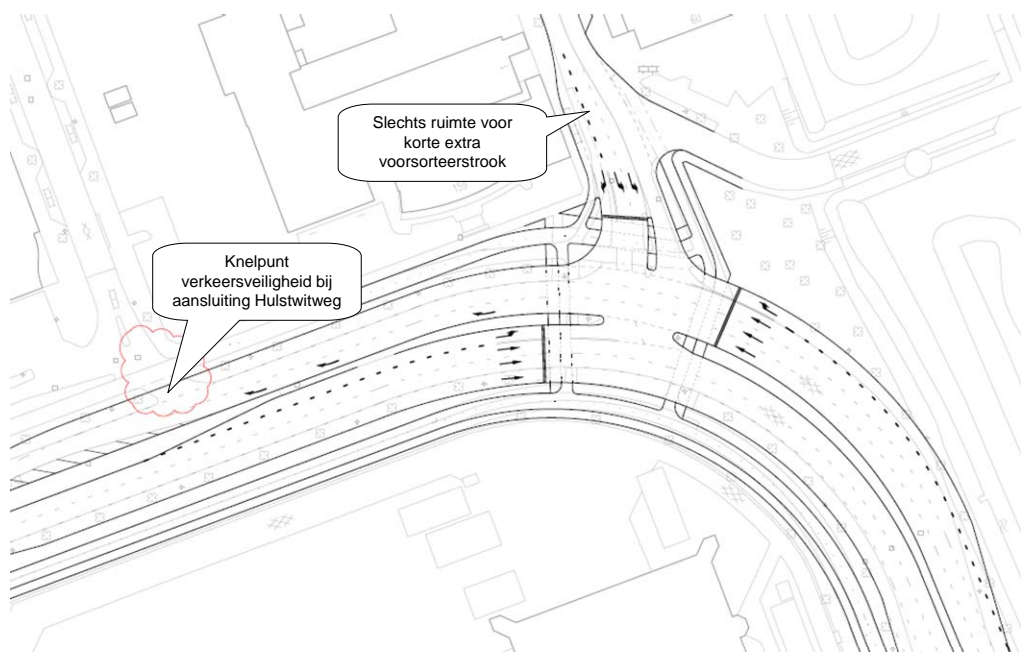 Slechts ruimte voor
korte extra
voorsorteerstrook
Knelpunt
verkeersveiligheid bij
aansluiting Hulstwitweg